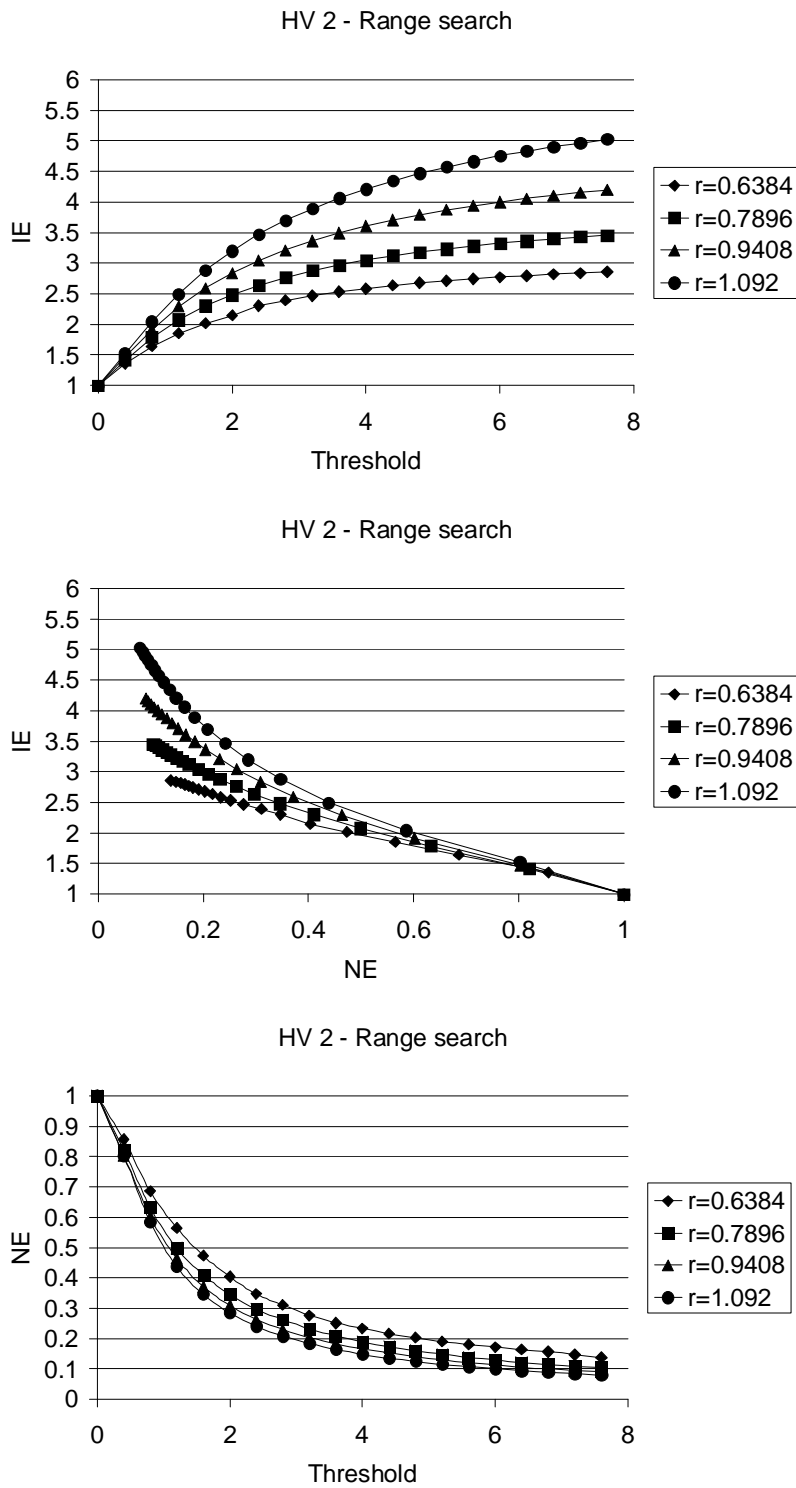 HV 2 - Range search
6
5.5
5
4.5
4
3.5
3
2.5
2
1.5
1
IE
0 2 4 6 8
Threshold
r=0.6384
r=0.7896
r=0.9408
r=1.092
HV 2 - Range search
6
5.5
5
4.5
4
3.5
3
2.5
2
1.5
1
IE
0 0.2 0.4 0.6 0.8 1
NE
r=0.6384
r=0.7896
r=0.9408
r=1.092
HV 2 - Range search
1
0.9
0.8
0.7
0.6
0.5
0.4
0.3
0.2
0.1
0
NE
0 2 4 6 8
Threshold
r=0.6384
r=0.7896
r=0.9408
r=1.092